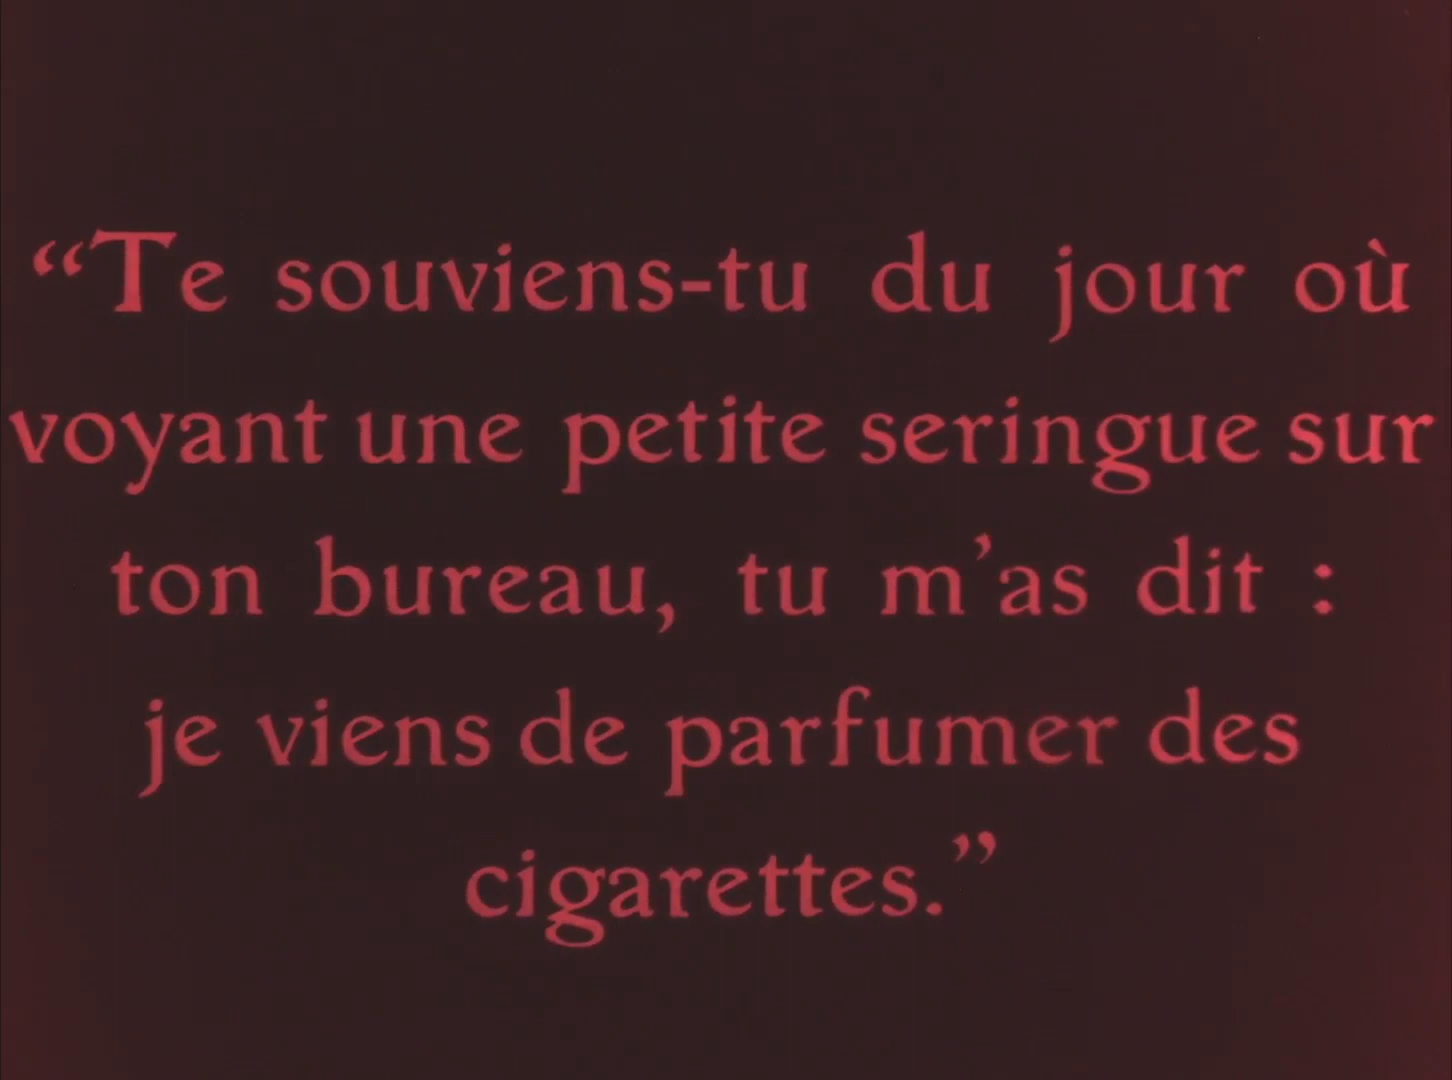 “Te souviens-tu du jour où
voyant une petite seringue sur
ton bureau, tu m’as dit :
je viens de parfumer des
cigarettes.”